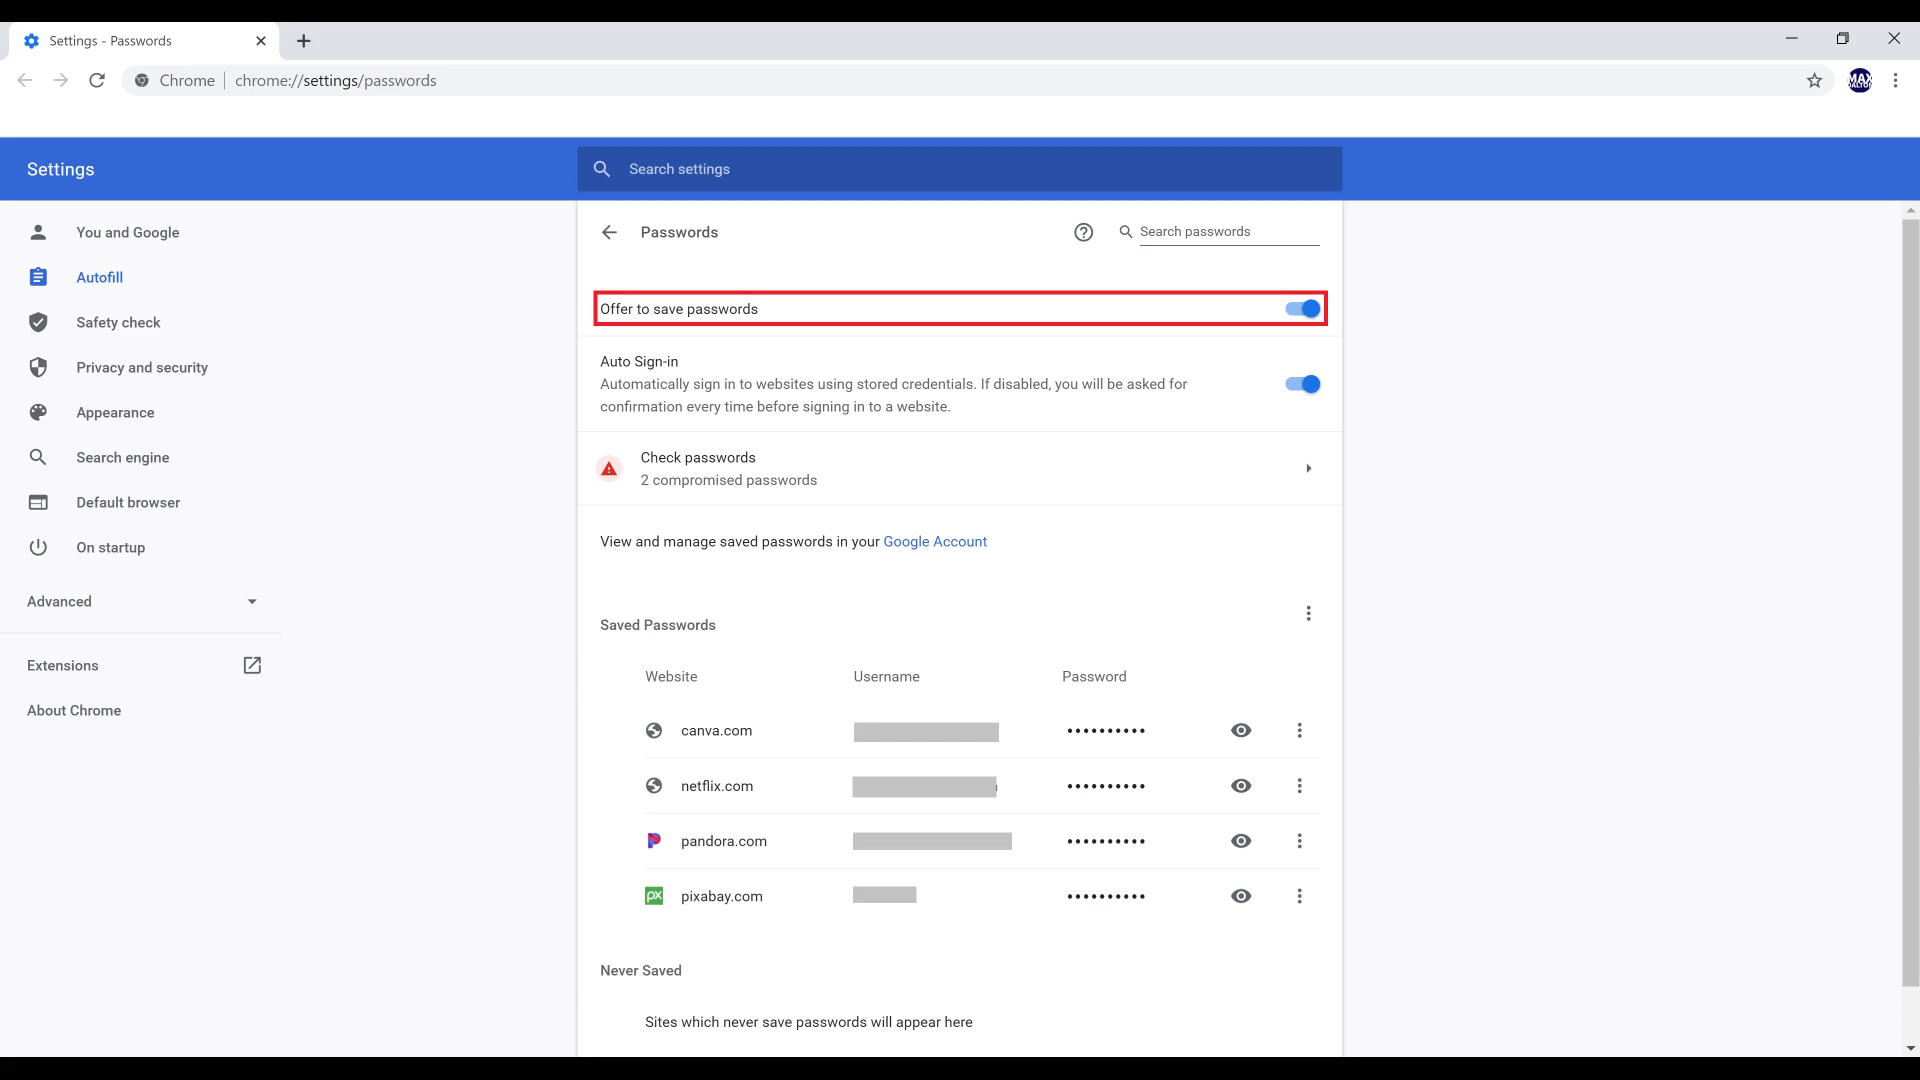 Settings - Passwords
Chrome
chrome://settings/passwords
MAX
DALTON
Settings
Search settings
You and Google
Autofill
Safety check
Privacy and security
Appearance
Search engine
Default browser
On startup
Advanced
Extensions
About Chrome
Passwords
Search passwords
Offer to save passwords
Auto Sign-in
Automatically sign in to websites using stored credentials. If disabled, you will be asked for
confirmation every time before signing in to a website.
Check passwords
2 compromised passwords
View and manage saved passwords in your Google Account
Saved Passwords
Website Username Password
canva.com ••••••••••
netflix.com ••••••••••
pandora.com ••••••••••
px pixabay.com ••••••••••
Never Saved
Sites which never save passwords will appear here